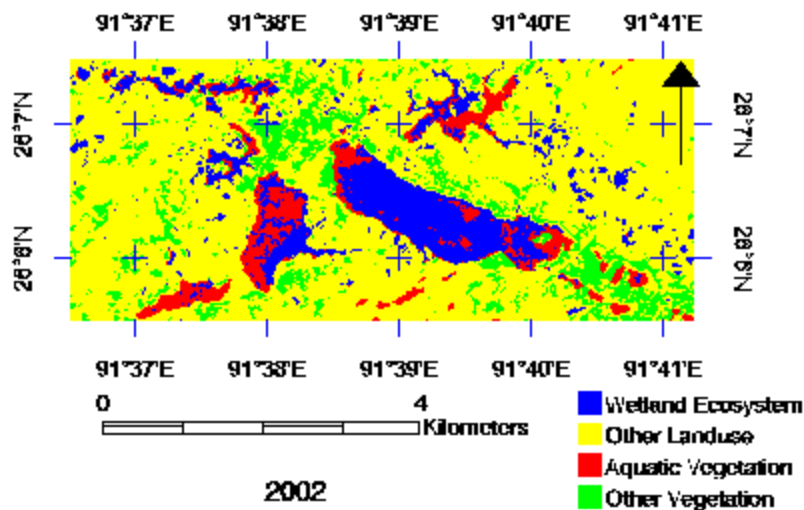 91°37'E 91°38'E 91°39'E 91°40'E 91°41'E
26°7'N 26°7'N
26°6'N 26°6'N
91°37'E 91°38'E 91°39'E 91°40'E 91°41'E
0 4
Kilometers
2002
Wetland Ecosystem
Other Landuse
Aquatic Vegetation
Other Vegetation